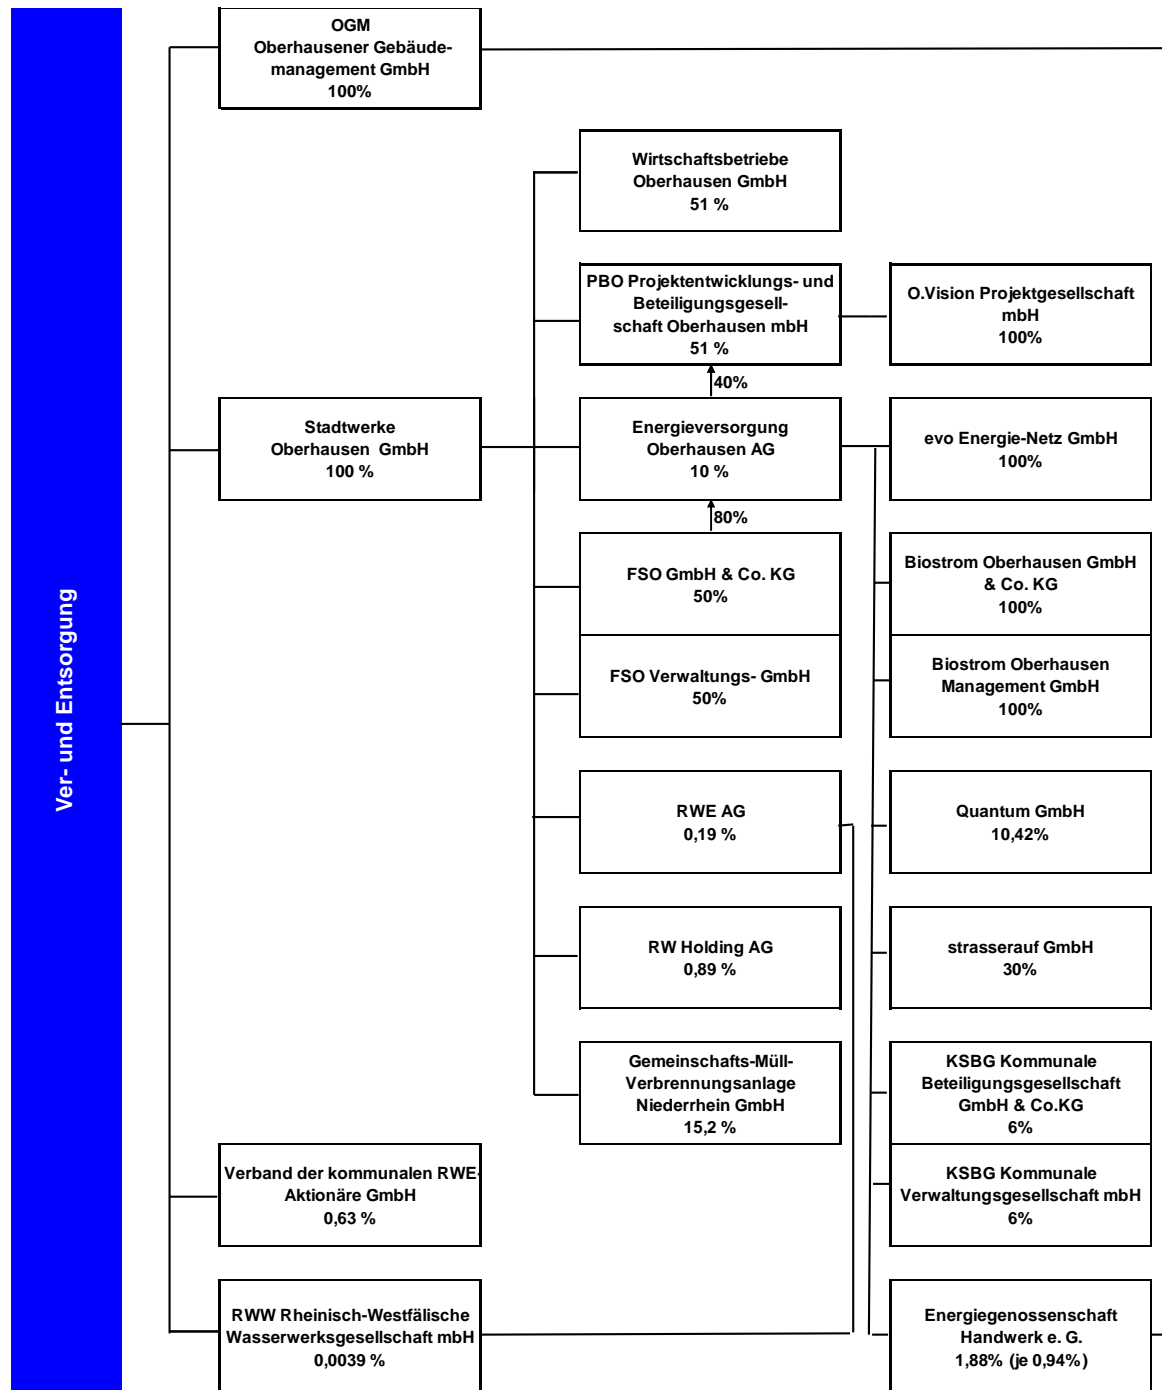 Ver- und Entsorgung
OGM
Oberhausener Gebäude-
management GmbH
100%
Stadtwerke
Oberhausen GmbH
100 %
Verband der kommunalen RWE-
Aktionäre GmbH
0,63 %
RWW Rheinisch-Westfälische
Wasserwerksgesellschaft mbH
0,0039 %
Wirtschaftsbetriebe
Oberhausen GmbH
51 %
PBO Projektentwicklungs- und
Beteiligungsgesell-
schaft Oberhausen mbH
51 %
40%
Energieversorgung
Oberhausen AG
10 %
80%
FSO GmbH & Co. KG
50%
FSO Verwaltungs- GmbH
50%
RWE AG
0,19 %
RW Holding AG
0,89 %
Gemeinschafts-Müll-
Verbrennungsanlage
Niederrhein GmbH
15,2 %
O.Vision Projektgesellschaft
mbH
100%
evo Energie-Netz GmbH
100%
Biostrom Oberhausen GmbH
& Co. KG
100%
Biostrom Oberhausen
Management GmbH
100%
Quantum GmbH
10,42%
strasserauf GmbH
30%
KSBG Kommunale
Beteiligungsgesellschaft
GmbH & Co.KG
6%
KSBG Kommunale
Verwaltungsgesellschaft mbH
6%
Energiegenossenschaft
Handwerk e. G.
1,88% (je 0,94%)